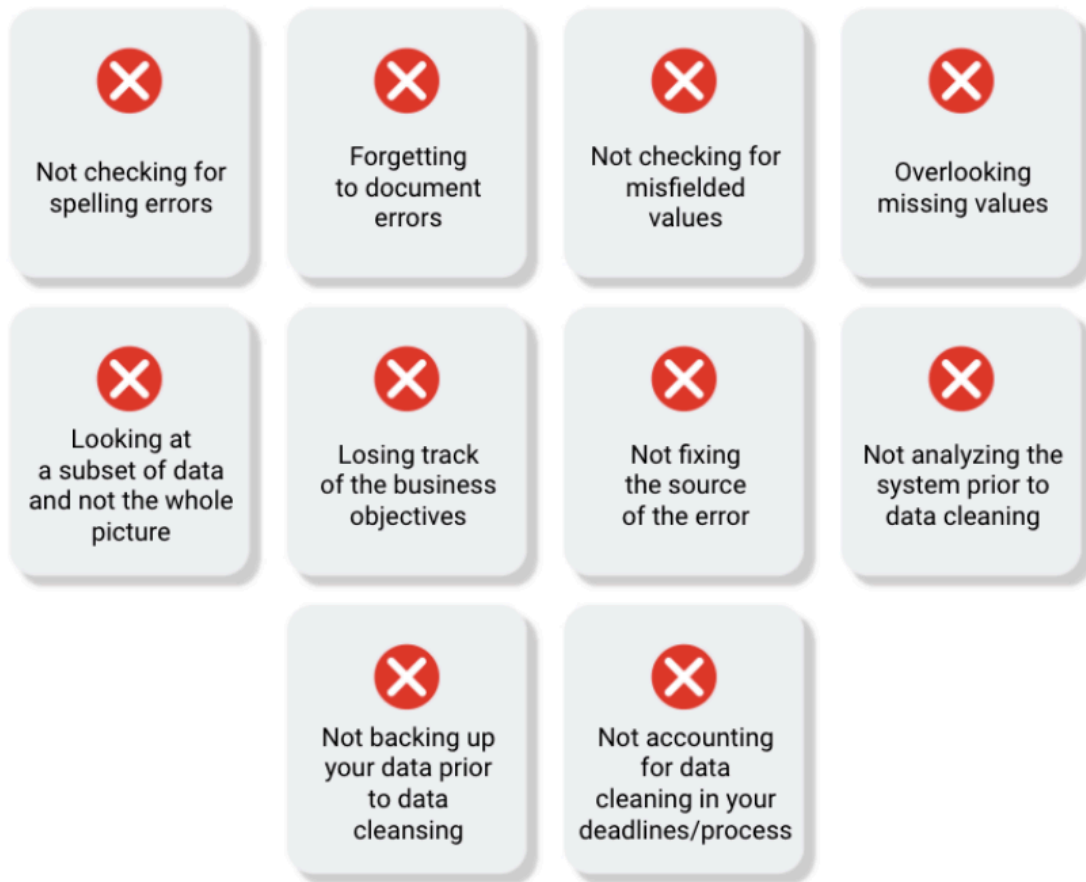 Not checking for
spelling errors
Forgetting
to document
errors
Not checking for
misfielded
values
Overlooking
missing values
Looking at
a subset of data
and not the whole
picture
Losing track
of the business
objectives
Not fixing
the source
of the error
Not analyzing the
system prior to
data cleaning
Not backing up
your data prior
to data
cleansing
Not accounting
for data
cleaning in your
deadlines/process